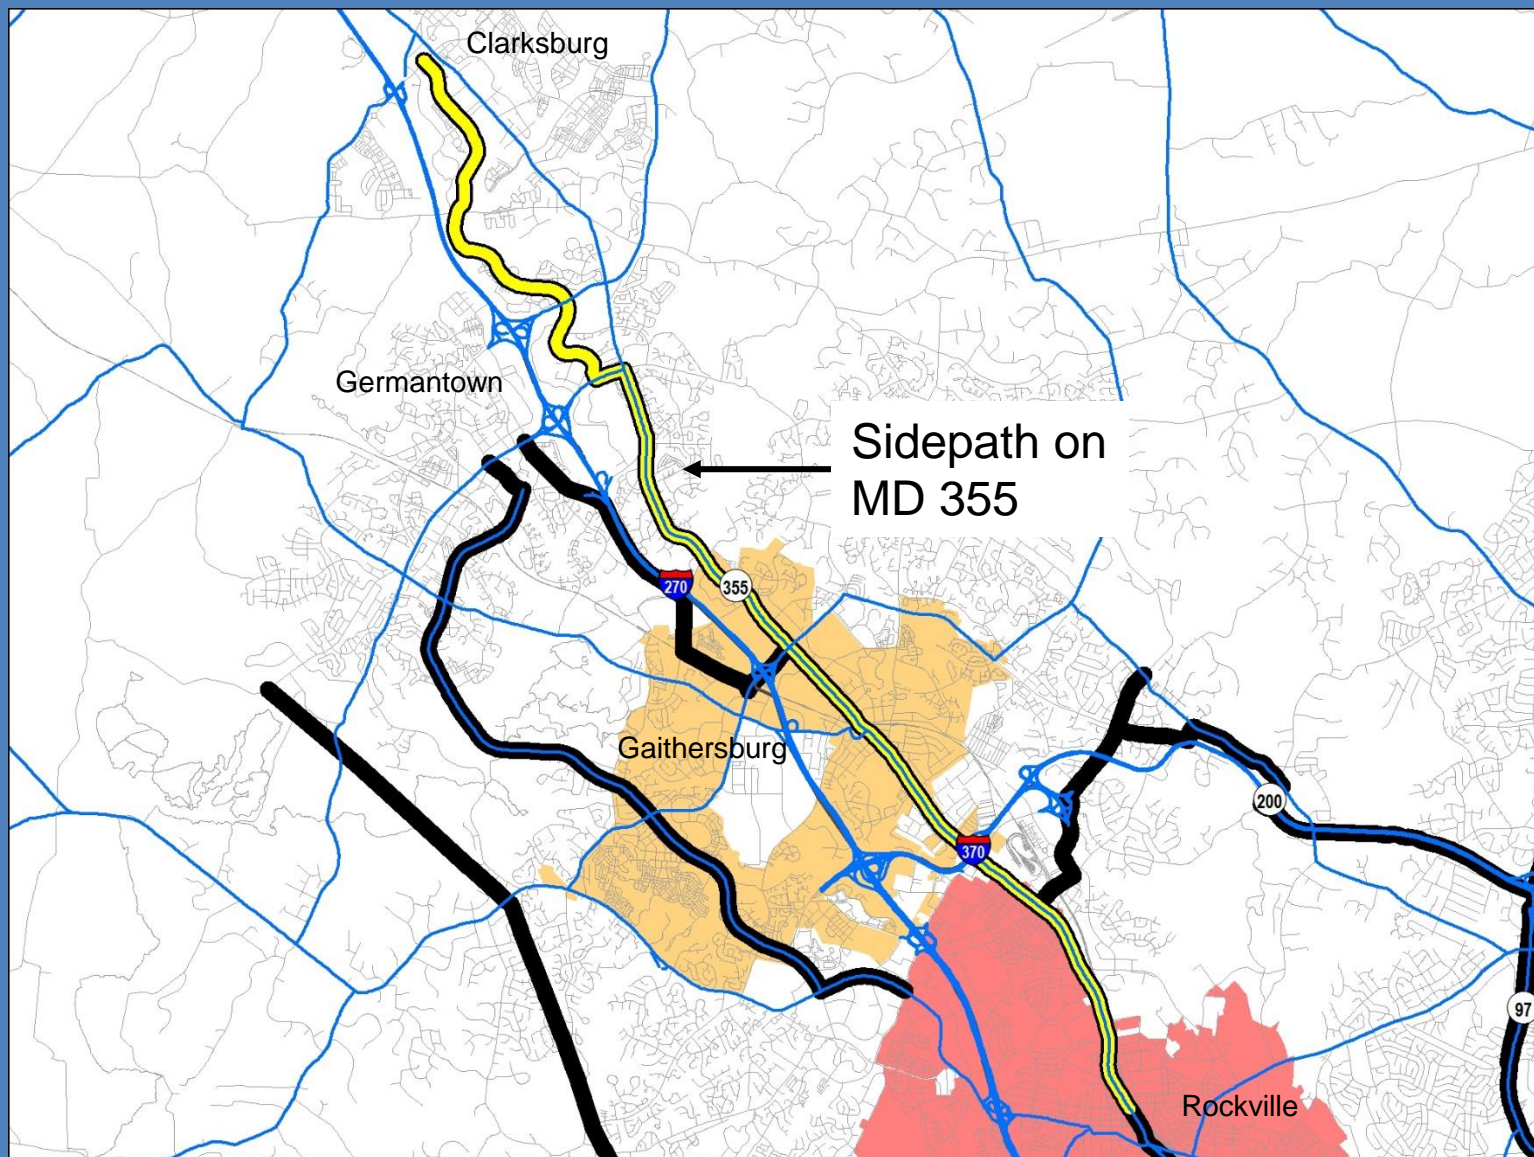 Clarksburg
Germantown
Sidepath on
MD 355
270
355
Gaithersburg
200
370
97
Rockville